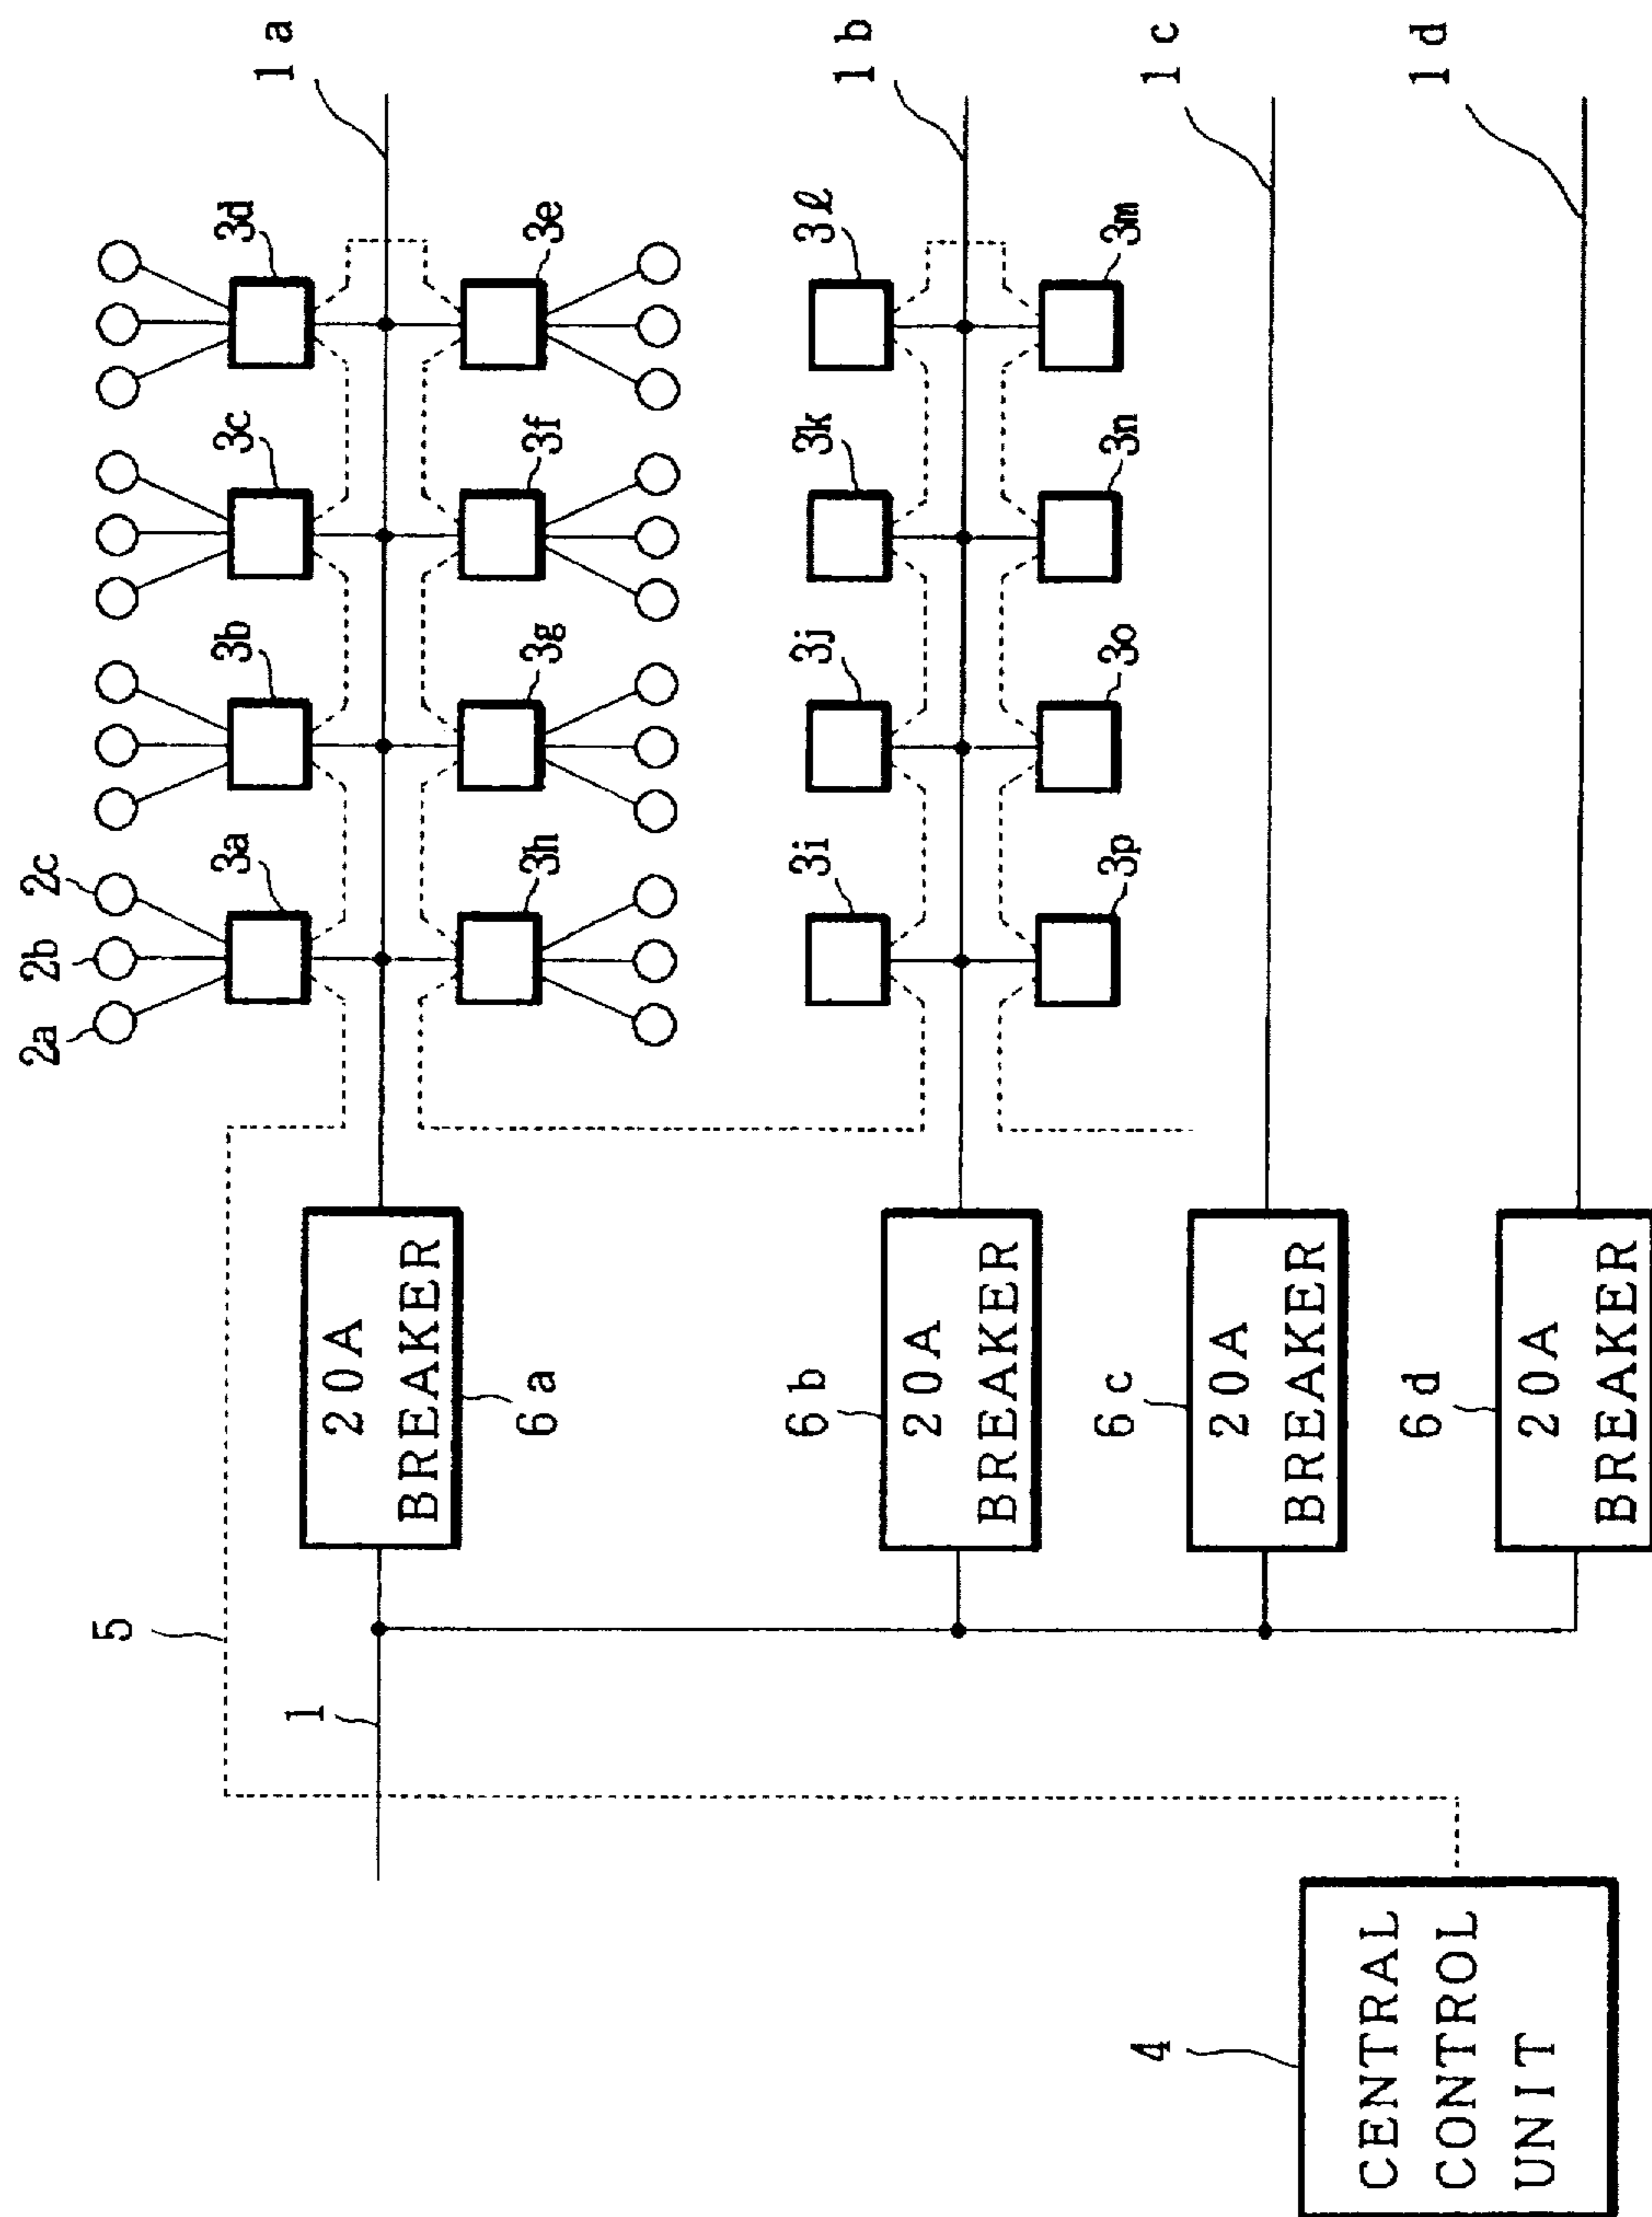 2a
2b
2c
3a
3b
3c
3d
1a
3h
3g
3f
3e
5
1
20A
BREAKER
6a
3i
3j
3k
3ℓ
1b
6b
20A
BREAKER
3p
3o
3n
3m
6c
20A
BREAKER
1c
6d
20A
BREAKER
1d
4
CENTRAL
CONTROL
UNIT